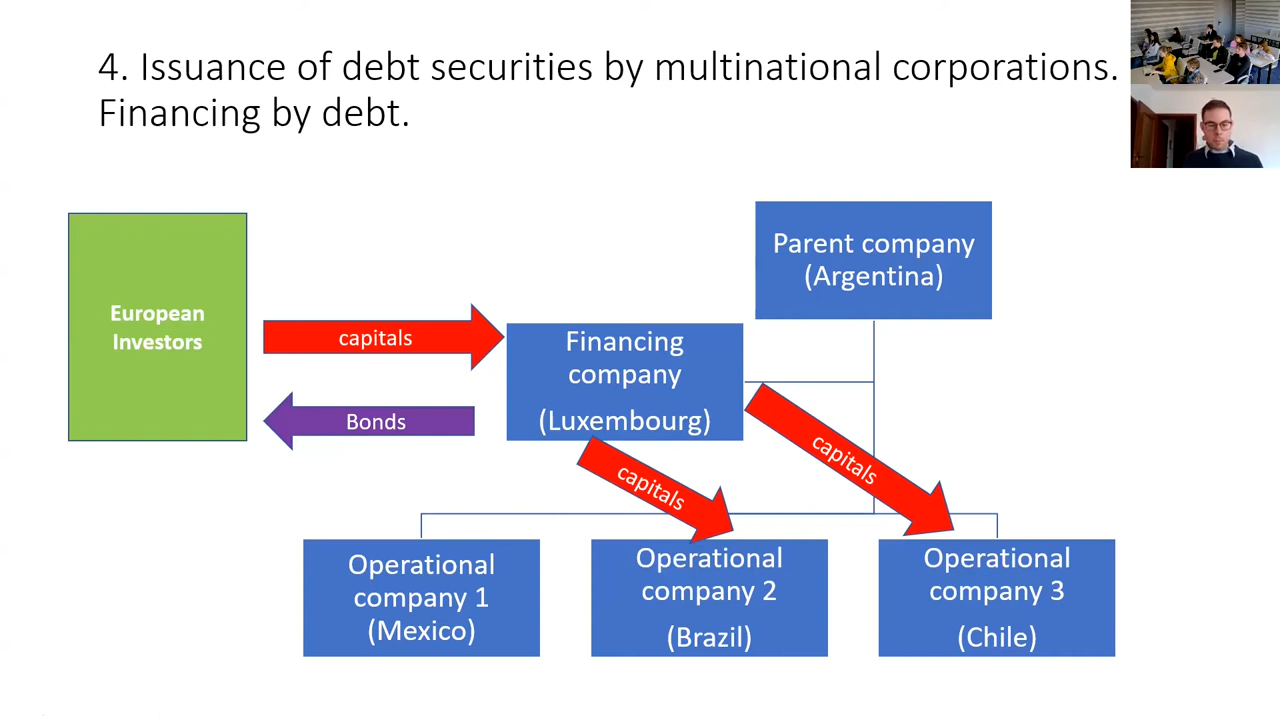 4. Issuance of debt securities by multinational corporations.
Financing by debt.
European
Investors
capitals
Bonds
Financing
company
(Luxembourg)
Parent company
(Argentina)
capitals
capitals
Operational
company 1
(Mexico)
Operational
company 2
(Brazil)
Operational
company 3
(Chile)